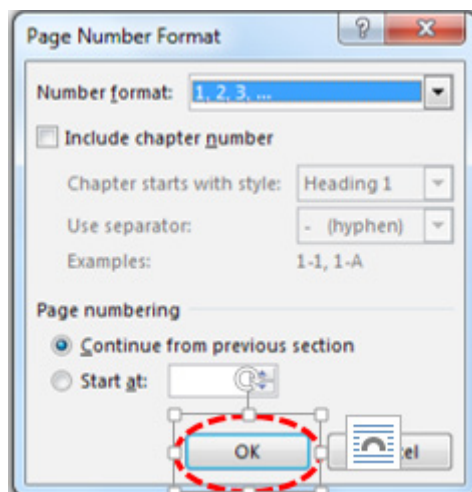 Page Number Format
Number format: 1, 2, 3, ...
Include chapter number
Chapter starts with style: Heading 1
Use separator: - (hyphen)
Examples: 1-1, 1-A
Page numbering
Continue from previous section
Start at:
OK